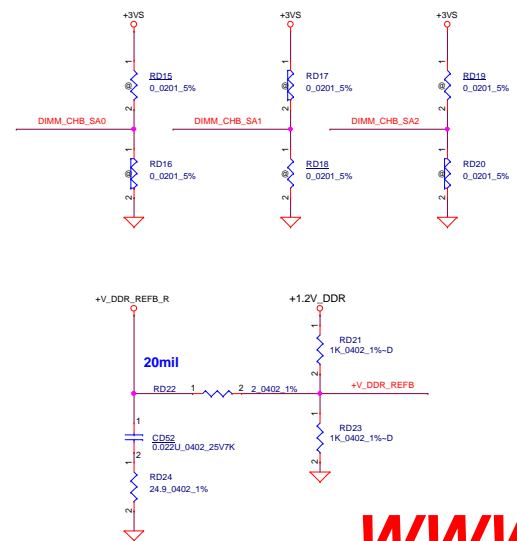 +3VS +3VS +3VS
1 1 1
RD15 RD17 RD19
@ 0_0201_5% @ 0_0201_5% @ 0_0201_5%
2 2 2
DIMM_CHB_SA0 DIMM_CHB_SA1 DIMM_CHB_SA2
1 1 1
RD16 RD18 RD20
@ 0_0201_5% @ 0_0201_5% @ 0_0201_5%
2 2 2
+V_DDR_REFB_R +1.2V_DDR
1
RD21
1K_0402_1%~D
20mil
2
RD22 1 2 2_0402_1% +V_DDR_REFB
1 1
RD23
CD52 1K_0402_1%~D
0.022U_0402_25V7K
2 2
1
RD24
24.9_0402_1%
2
www